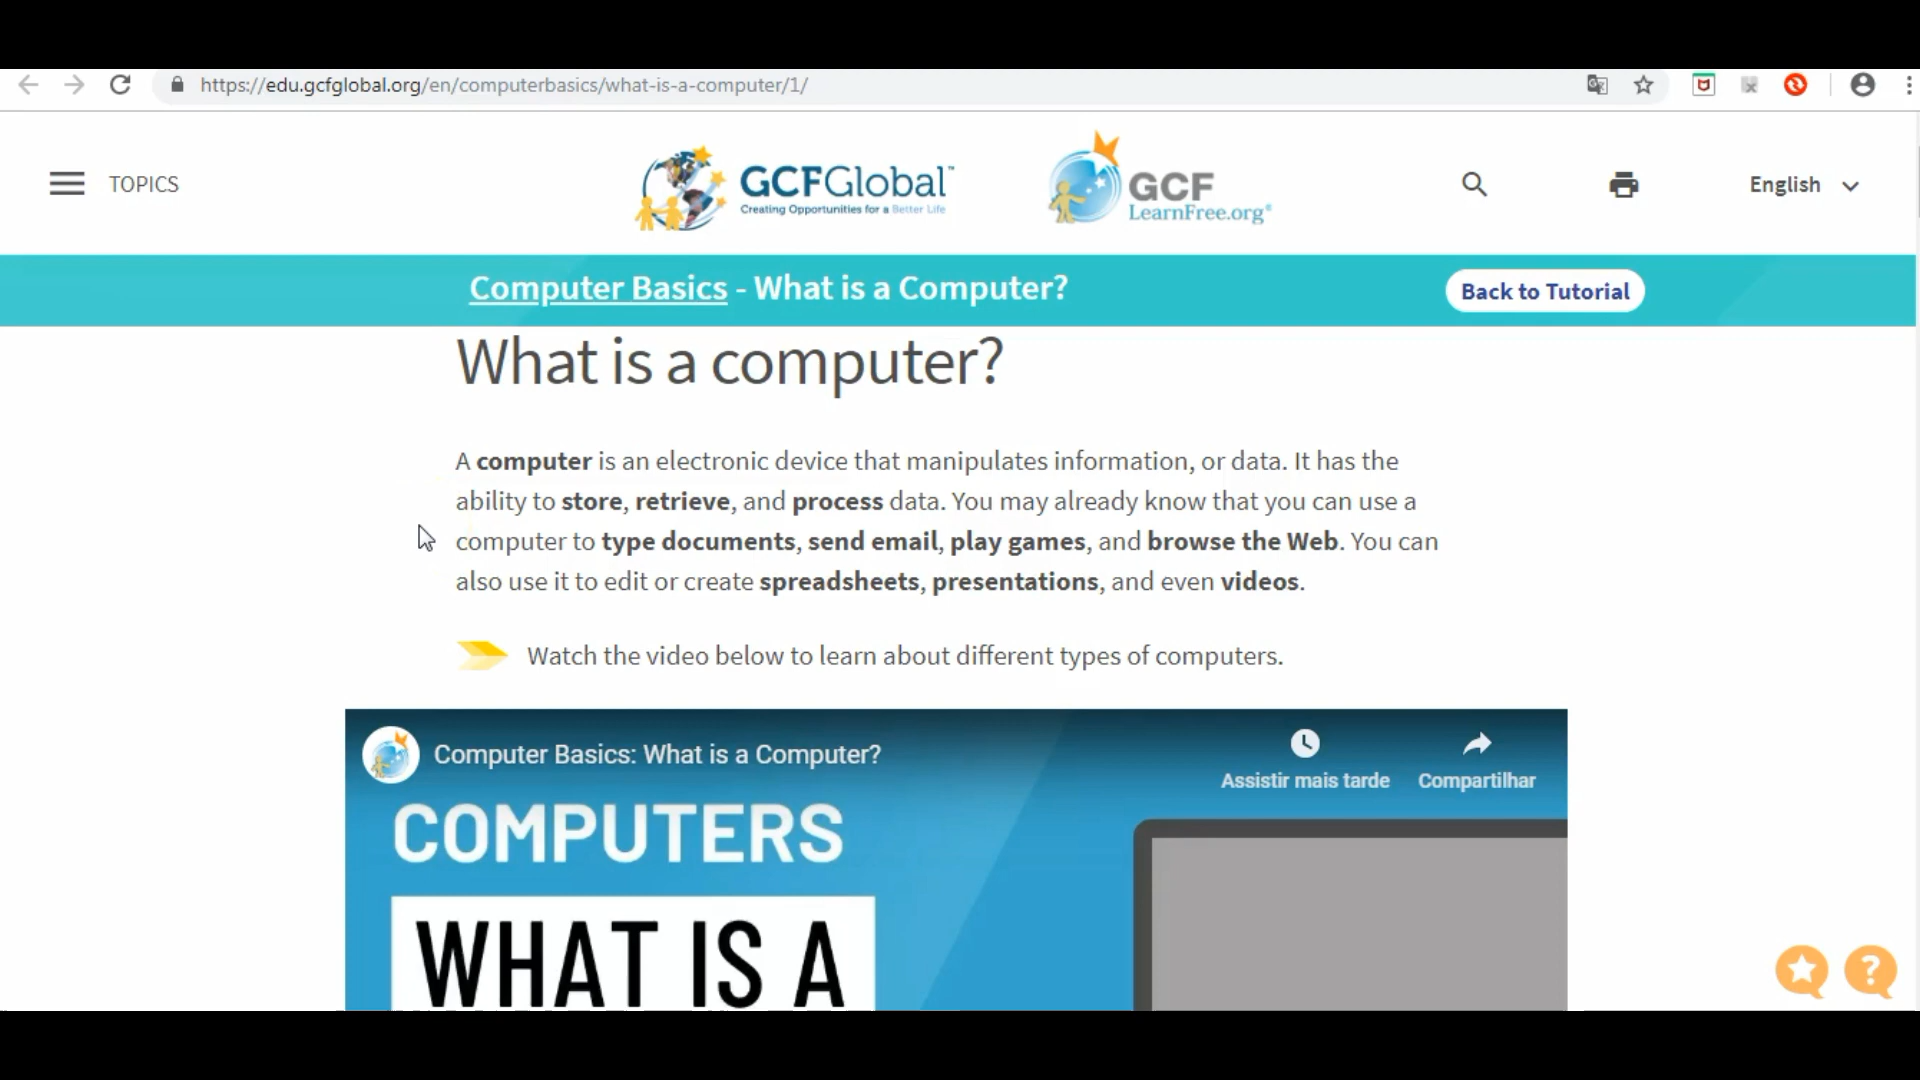 https://edu.gcfglobal.org/en/computerbasics/what-is-a-computer/1/
TOPICS
GCFGlobal™
Creating Opportunities for a Better Life
GCF
LearnFree.org®
English
Computer Basics - What is a Computer?
Back to Tutorial
What is a computer?
A computer is an electronic device that manipulates information, or data. It has the
ability to store, retrieve, and process data. You may already know that you can use a
computer to type documents, send email, play games, and browse the Web. You can
also use it to edit or create spreadsheets, presentations, and even videos.
Watch the video below to learn about different types of computers.
Computer Basics: What is a Computer?
Assistir mais tarde
Compartilhar
COMPUTERS
WHAT IS A